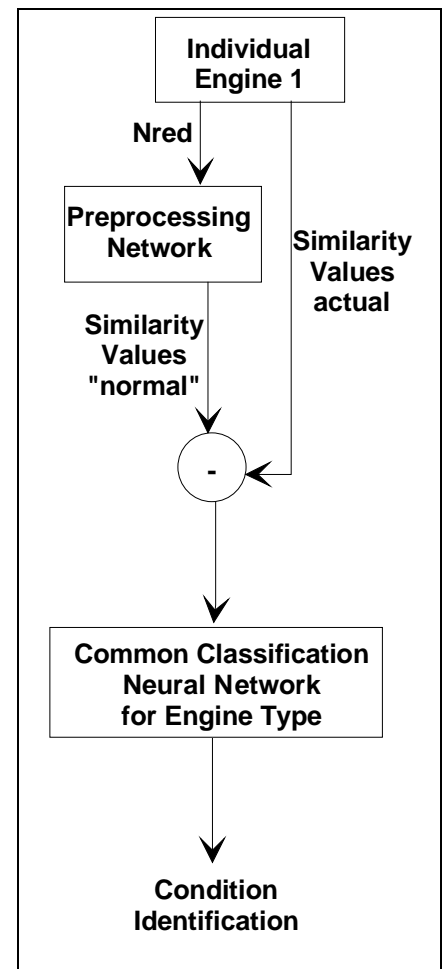 Individual
Engine 1
Nred
Preprocessing
Network
Similarity
Values
actual
Similarity
Values
"normal"
-
Common Classification
Neural Network
for Engine Type
Condition
Identification